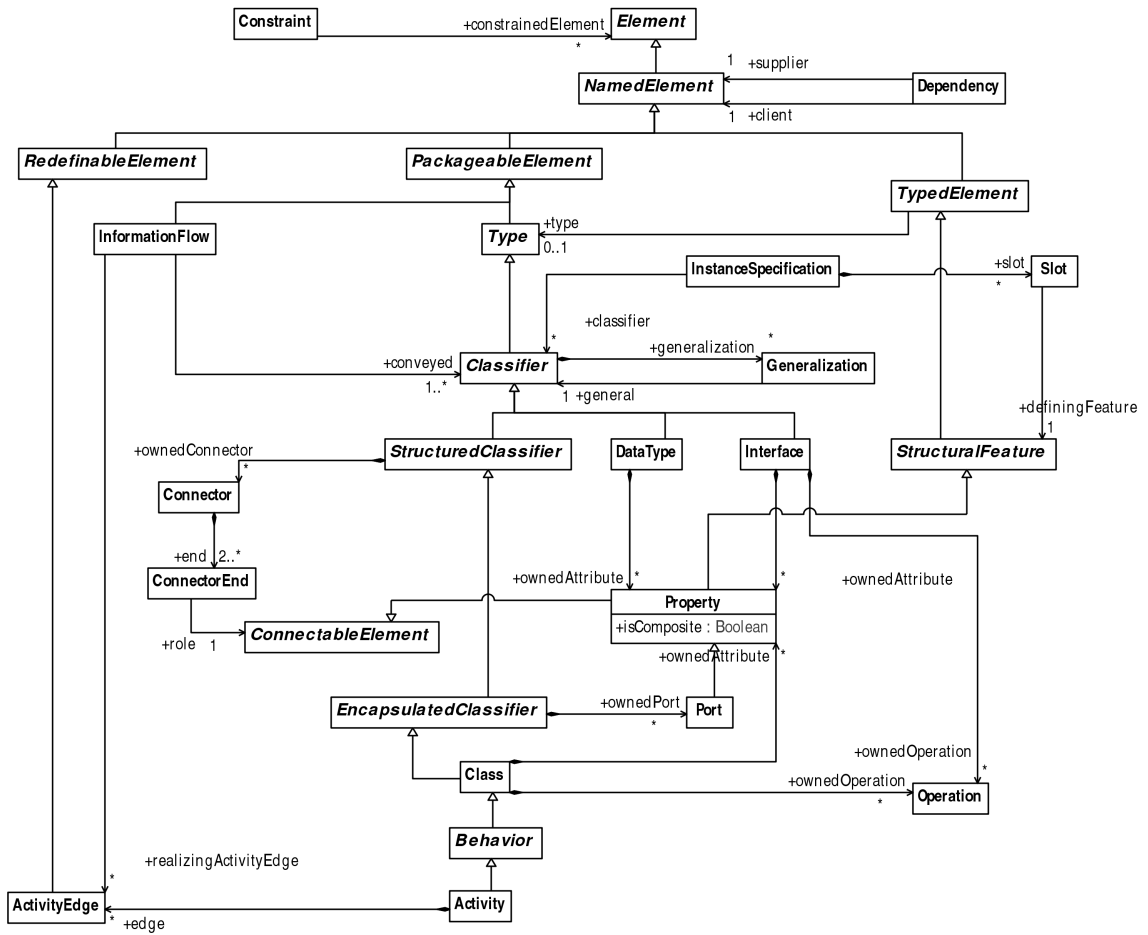 Constraint
+constrainedElement
*
Element
1 +supplier
NamedElement
Dependency
1 +client
RedefinableElement
PackageableElement
TypedElement
InformationFlow
Type
+type
0..1
InstanceSpecification
+slot
*
Slot
+classifier
*
+generalization
*
+conveyed
1..*
Classifier
Generalization
1 +general
+definingFeature
1
+ownedConnector
*
StructuredClassifier
DataType
Interface
StructuralFeature
Connector
+end 2..*
ConnectorEnd
+ownedAttribute *
*
+ownedAttribute
Property
+isComposite : Boolean
+role 1
ConnectableElement
+ownedAttribute *
EncapsulatedClassifier
+ownedPort
*
Port
+ownedOperation
*
Class
+ownedOperation
*
Operation
Behavior
+realizingActivityEdge
*
ActivityEdge
Activity
* +edge